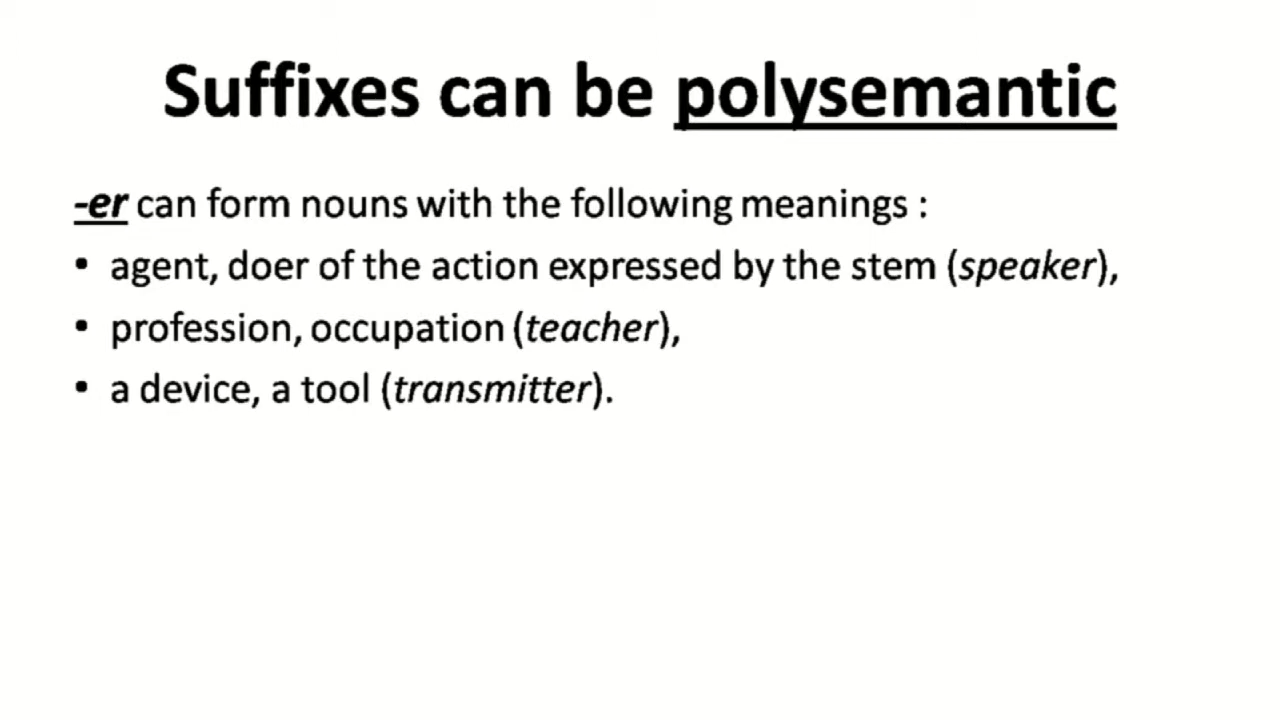 Suffixes can be polysemantic
-er can form nouns with the following meanings :
• agent, doer of the action expressed by the stem (speaker),
• profession, occupation (teacher),
• a device, a tool (transmitter).